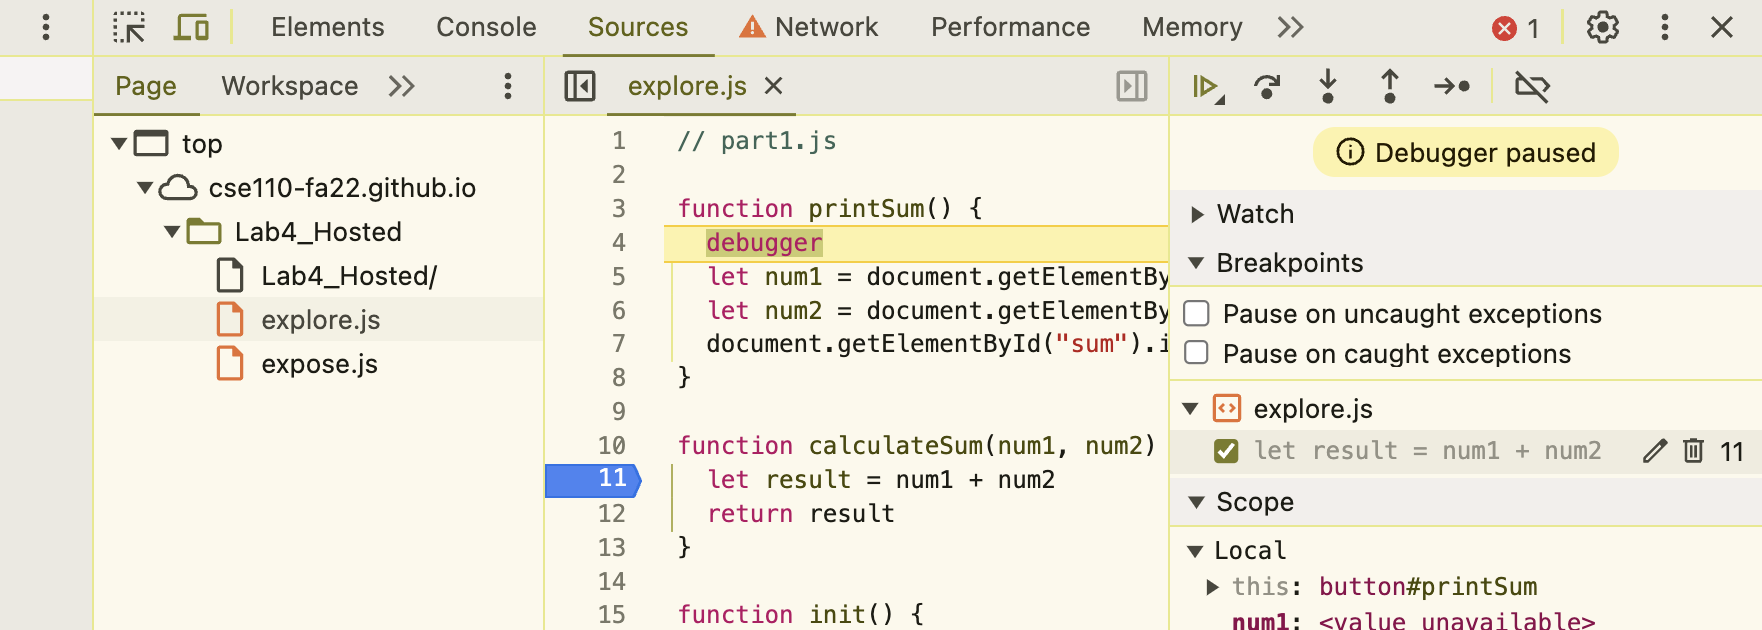 Elements Console Sources Network Performance Memory 1
Page Workspace
top
cse110-fa22.github.io
Lab4_Hosted
Lab4_Hosted/
explore.js
expose.js
explore.js
1 // part1.js
2
3 function printSum() {
4 debugger
5 let num1 = document.getElementBy
6 let num2 = document.getElementBy
7 document.getElementById("sum").i
8 }
9
10 function calculateSum(num1, num2)
11 let result = num1 + num2
12 return result
13 }
14
15 function init() {
Debugger paused
Watch
Breakpoints
Pause on uncaught exceptions
Pause on caught exceptions
explore.js
let result = num1 + num2 11
Scope
Local
this: button#printSum
num1: <value unavailable>